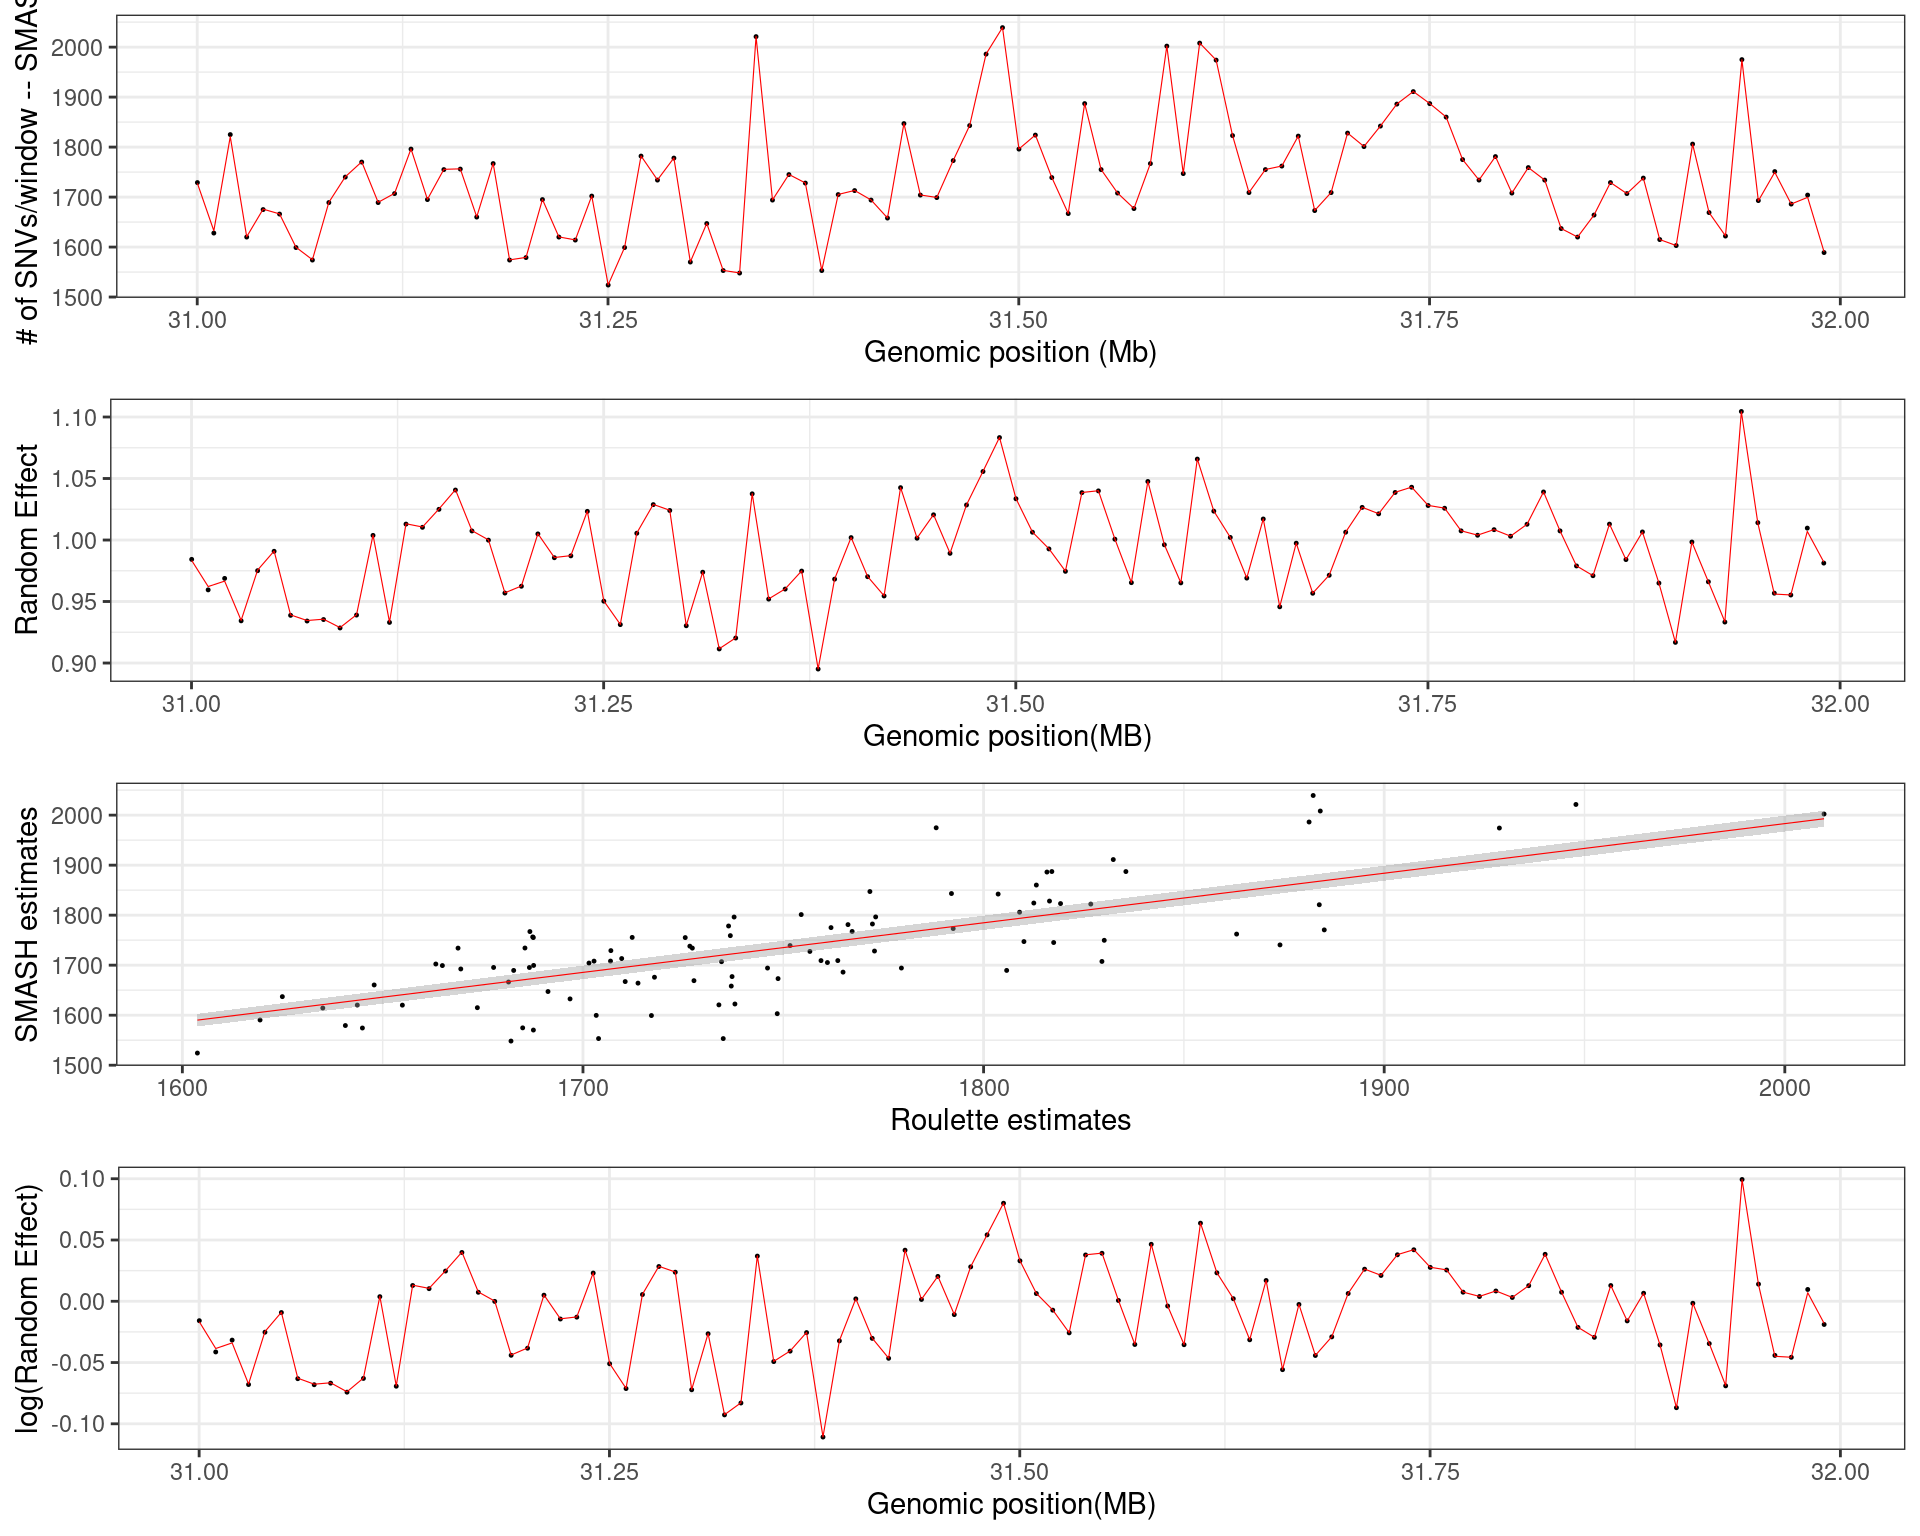 # of SNVs/window -- SMAS
2000
1900
1800
1700
1600
1500
31.00 31.25 31.50 31.75 32.00
Genomic position (Mb)
Random Effect
1.10
1.05
1.00
0.95
0.90
31.00 31.25 31.50 31.75 32.00
Genomic position(MB)
SMASH estimates
2000
1900
1800
1700
1600
1500
1600 1700 1800 1900 2000
Roulette estimates
log(Random Effect)
0.10
0.05
0.00
-0.05
-0.10
31.00 31.25 31.50 31.75 32.00
Genomic position(MB)